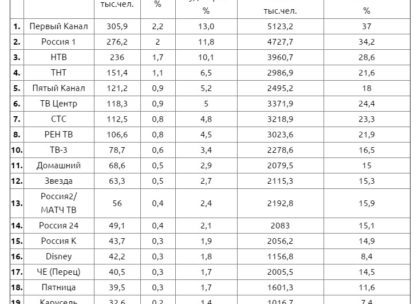 тыс.чел. % % тыс.чел. %
1. Первый Канал 305,9 2,2 13,0 5123,2 37
2. Россия 1 276,2 2 11,8 4727,7 34,2
3. НТВ 236 1,7 10,1 3960,7 28,6
4. ТНТ 151,4 1,1 6,5 2986,9 21,6
5. Пятый Канал 121,2 0,9 5,2 2495,2 18
6. ТВ Центр 118,3 0,9 5 3371,9 24,4
7. СТС 112,5 0,8 4,8 3218,9 23,3
8. РЕН ТВ 106,6 0,8 4,5 3023,6 21,9
10. ТВ-3 78,7 0,6 3,4 2278,6 16,5
11. Домашний 68,6 0,5 2,9 2079,5 15
12. Звезда 63,3 0,5 2,7 2115,3 15,3
13. Россия2/ МАТЧ ТВ 56 0,4 2,4 2192,8 15,9
14. Россия 24 49,1 0,4 2,1 2083 15,1
15. Россия К 43,7 0,3 1,9 2056,2 14,9
16. Disney 42,2 0,3 1,8 1156,8 8,4
17. ЧЕ (Перец) 40,5 0,3 1,7 2005,5 14,5
18. Пятница 39,5 0,3 1,7 1601,3 11,6
19. Карусель 32,6 0,2 1,4 1016,7 7,4